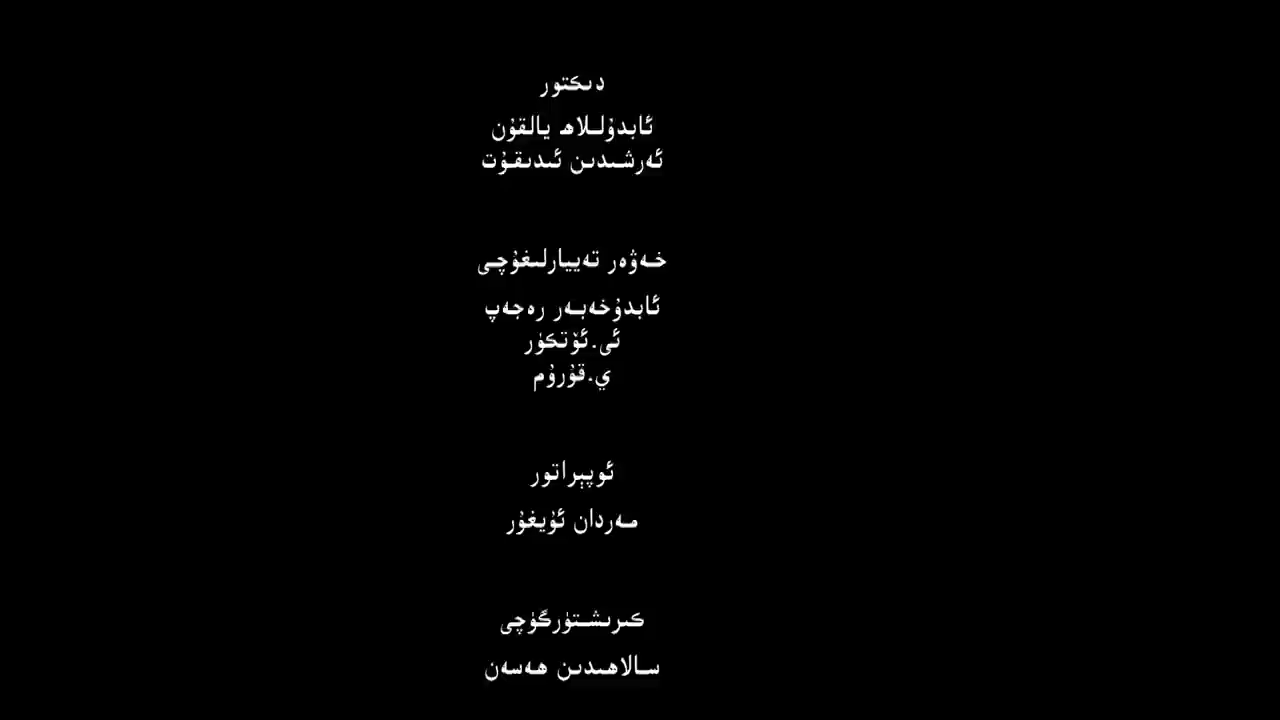 دىكتور
ئابدۇللاھ يالقۇن
ئەرشىدىن ئىدىقۇت
خەۋەر تەييارلىغۇچى
ئابدۇخەبەر رەجەپ
ئى.ئۆتكۈر
ي.قۇرۇم
ئوپېراتور
مەردان ئۇيغۇر
كىرىشتۈرگۈچى
سالاھىدىن ھەسەن